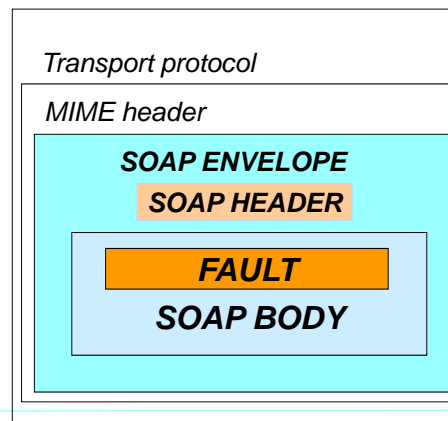 Transport protocol
MIME header
SOAP ENVELOPE
SOAP HEADER
FAULT
SOAP BODY